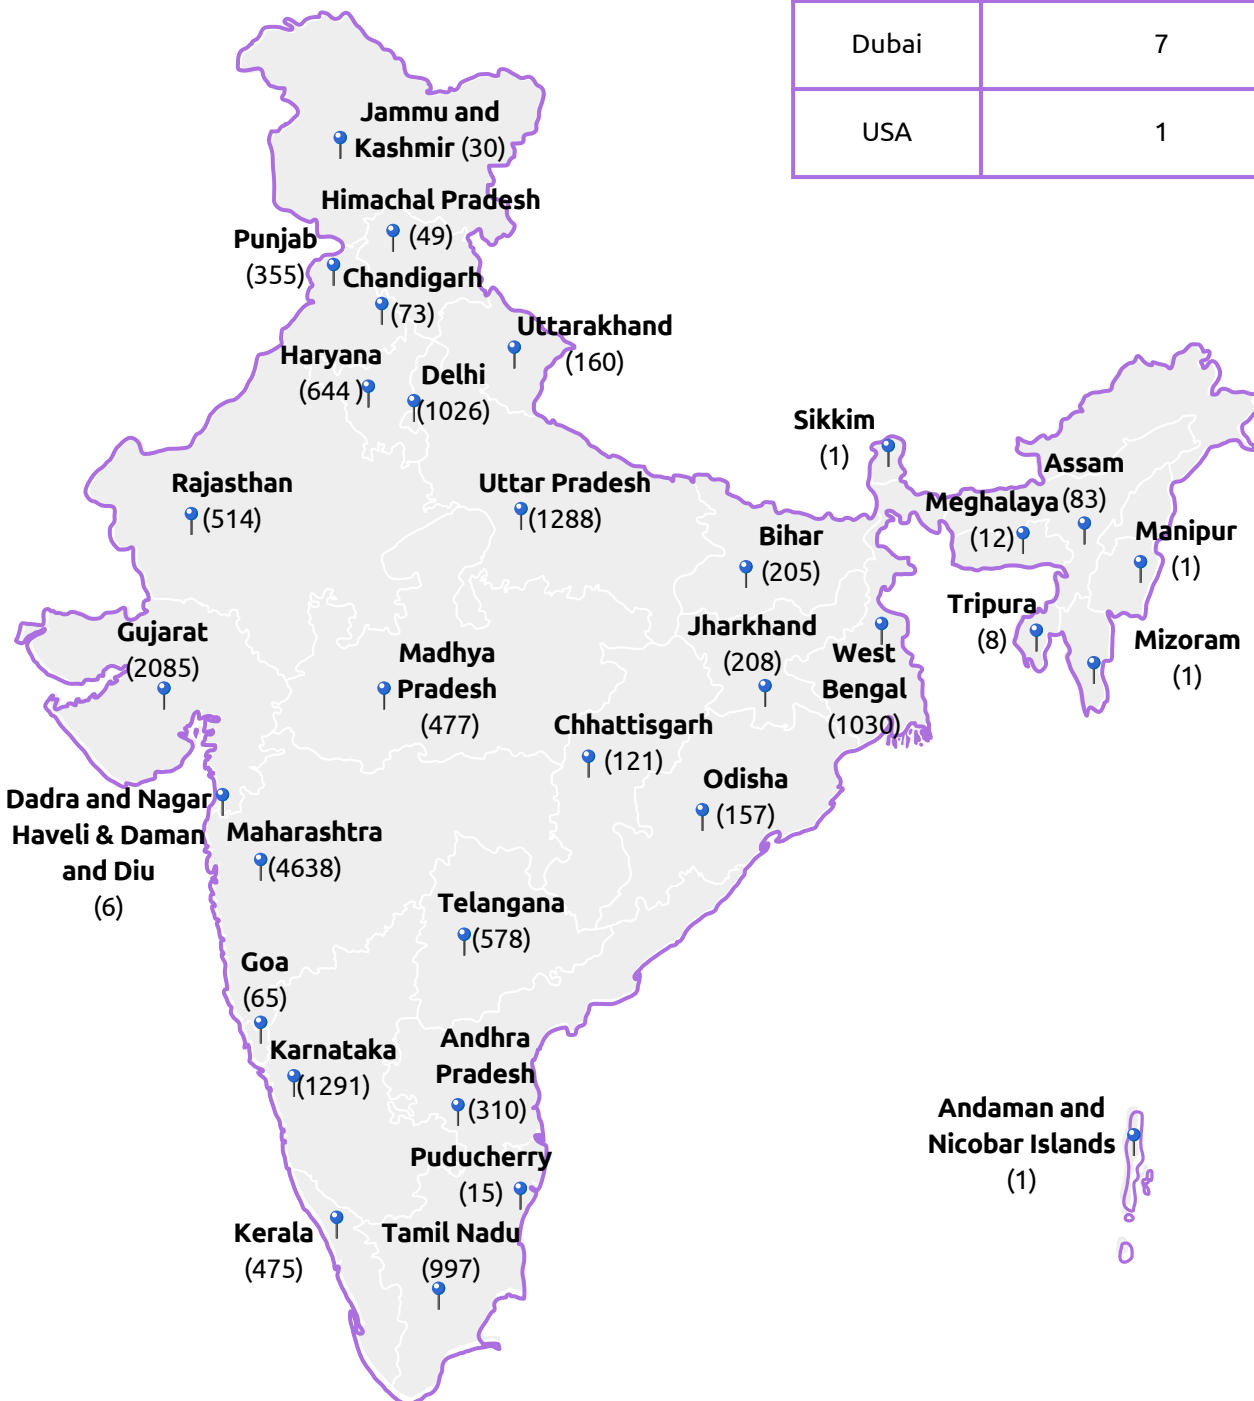 Dubai 7
USA 1
Jammu and
Kashmir (30)
Himachal Pradesh
(49)
Punjab
(355)
Chandigarh
(73)
Uttarakhand
(160)
Haryana
(644 )
Delhi
(1026)
Sikkim
(1)
Assam
(83)
Rajasthan
(514)
Uttar Pradesh
(1288)
Meghalaya
(12)
Manipur
(1)
Bihar
(205)
Tripura
(8)
Mizoram
(1)
Gujarat
(2085)
Madhya
Pradesh
(477)
Jharkhand
(208)
West
Bengal
(1030)
Chhattisgarh
(121)
Odisha
(157)
Dadra and Nagar
Haveli & Daman
and Diu
(6)
Maharashtra
(4638)
Telangana
(578)
Goa
(65)
Karnataka
(1291)
Andhra
Pradesh
(310)
Andaman and
Nicobar Islands
(1)
Puducherry
(15)
Kerala
(475)
Tamil Nadu
(997)